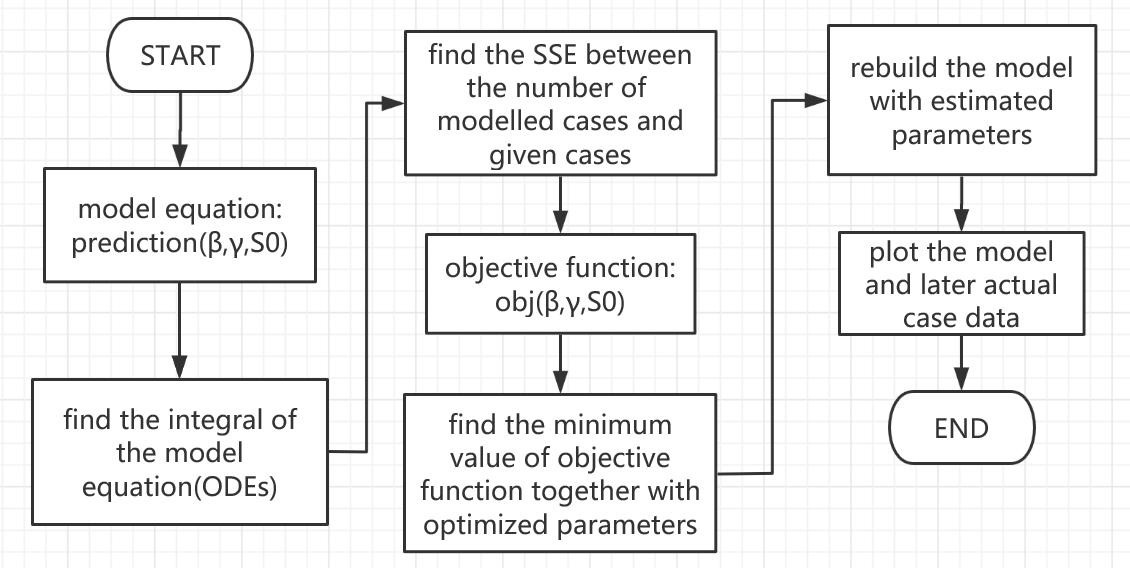 START
model equation:
prediction(β,γ,S0)
find the integral of
the model
equation(ODEs)
find the SSE between
the number of
modelled cases and
given cases
objective function:
obj(β,γ,S0)
find the minimum
value of objective
function together with
optimized parameters
rebuild the model
with estimated
parameters
plot the model
and later actual
case data
END